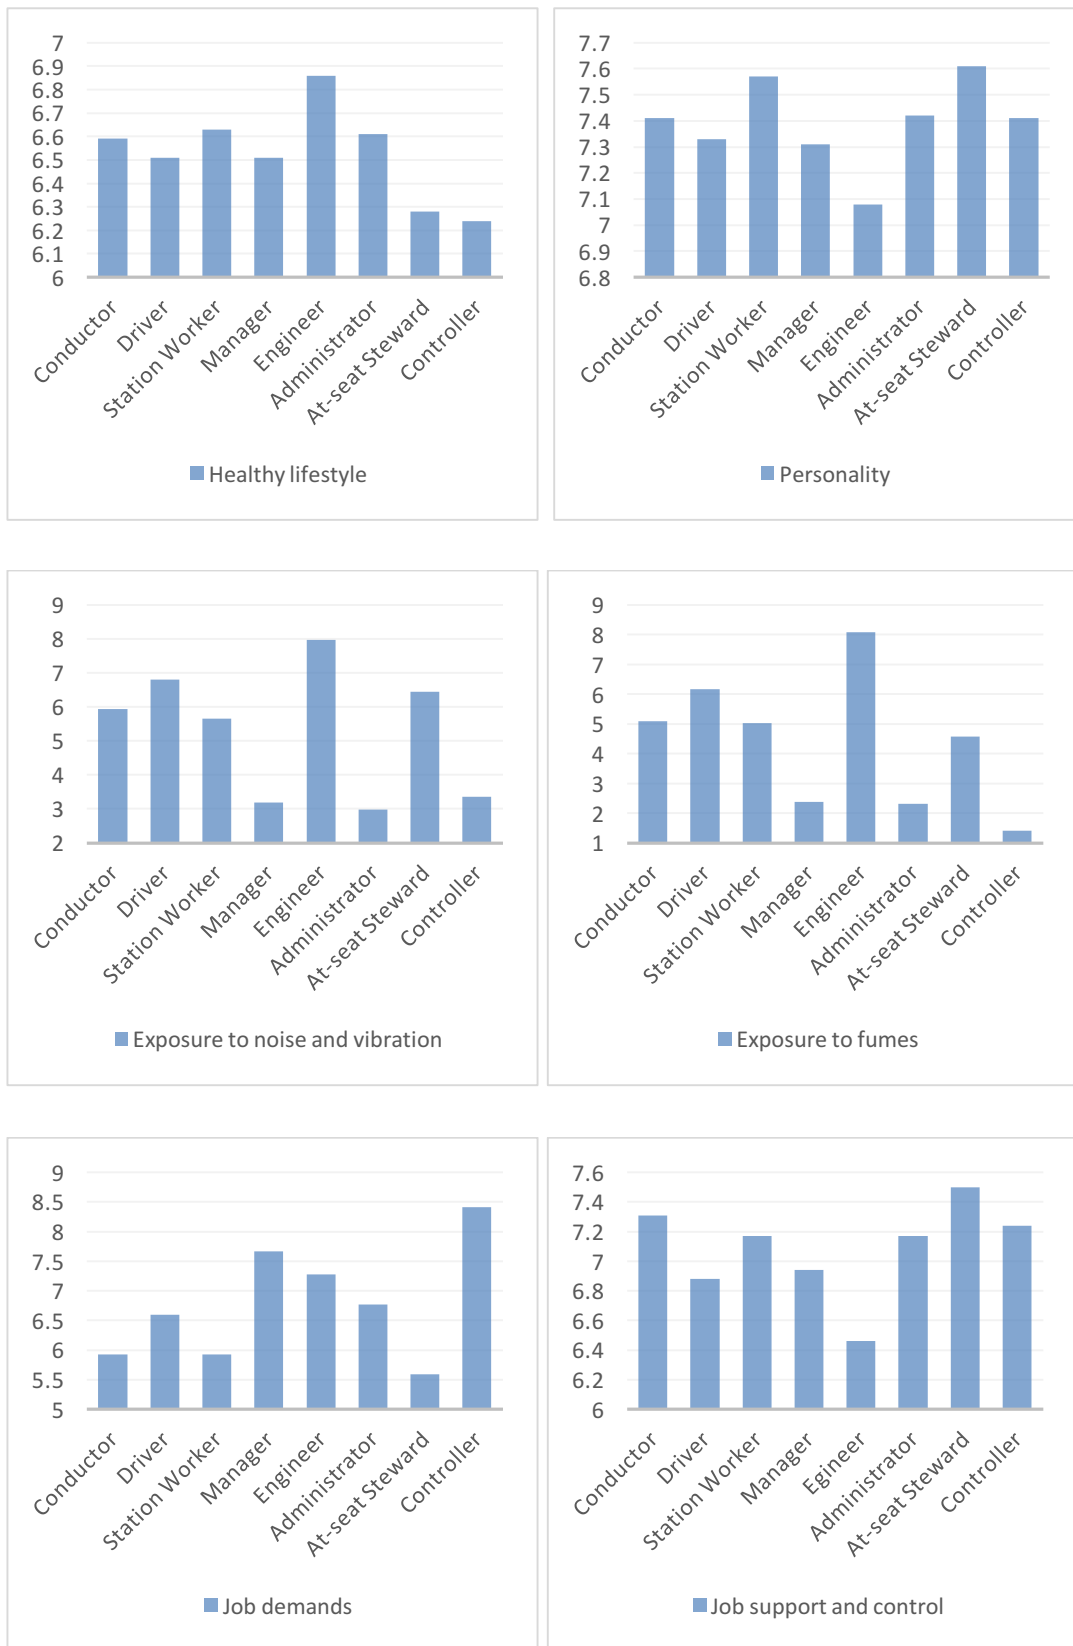 7
6.9
6.8
6.7
6.6
6.5
6.4
6.3
6.2
6.1
6
Conductor
Driver
Station Worker
Manager
Engineer
Administrator
At-seat Steward
Controller
Healthy lifestyle
7.7
7.6
7.5
7.4
7.3
7.2
7.1
7
6.9
6.8
Conductor
Driver
Station Worker
Manager
Engineer
Administrator
At-seat Steward
Controller
Personality
9
8
7
6
5
4
3
2
Conductor
Driver
Station Worker
Manager
Engineer
Administrator
At-seat Steward
Controller
Exposure to noise and vibration
9
8
7
6
5
4
3
2
1
Conductor
Driver
Station Worker
Manager
Engineer
Administrator
At-seat Steward
Controller
Exposure to fumes
9
8.5
8
7.5
7
6.5
6
5.5
5
Conductor
Driver
Station Worker
Manager
Engineer
Administrator
At-seat Steward
Controller
Job demands
7.6
7.4
7.2
7
6.8
6.6
6.4
6.2
6
Conductor
Driver
Station Worker
Manager
Egineer
Administrator
At-seat Steward
Controller
Job support and control